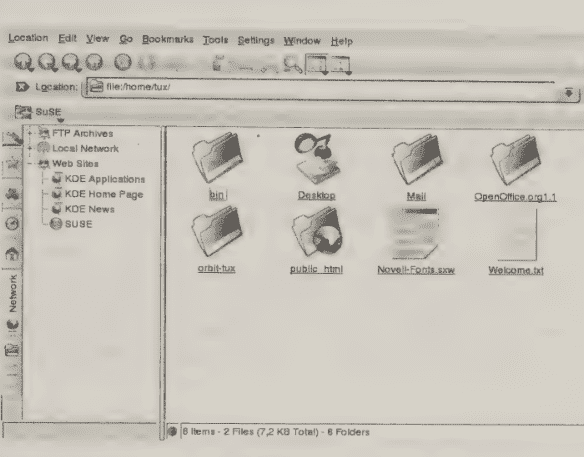 Location Edit View Go Bookmarks Tools Settings Window Help
Location: file:/home/tux/
SuSE
FTP Archives
Local Network
Web Sites
KDE Applications
KDE Home Page
KDE News
SUSE
Network
bin Desktop Mail OpenOffice.org1.1
orbit-tux public_html Novell-Fonts.sxw Welcome.txt
8 Items - 2 Files (7,2 KB Total) - 6 Folders